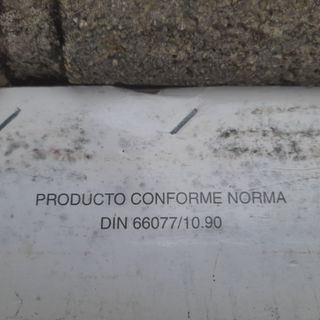 PRODUCTO CONFORME NORMA
DIN 66077/10.90